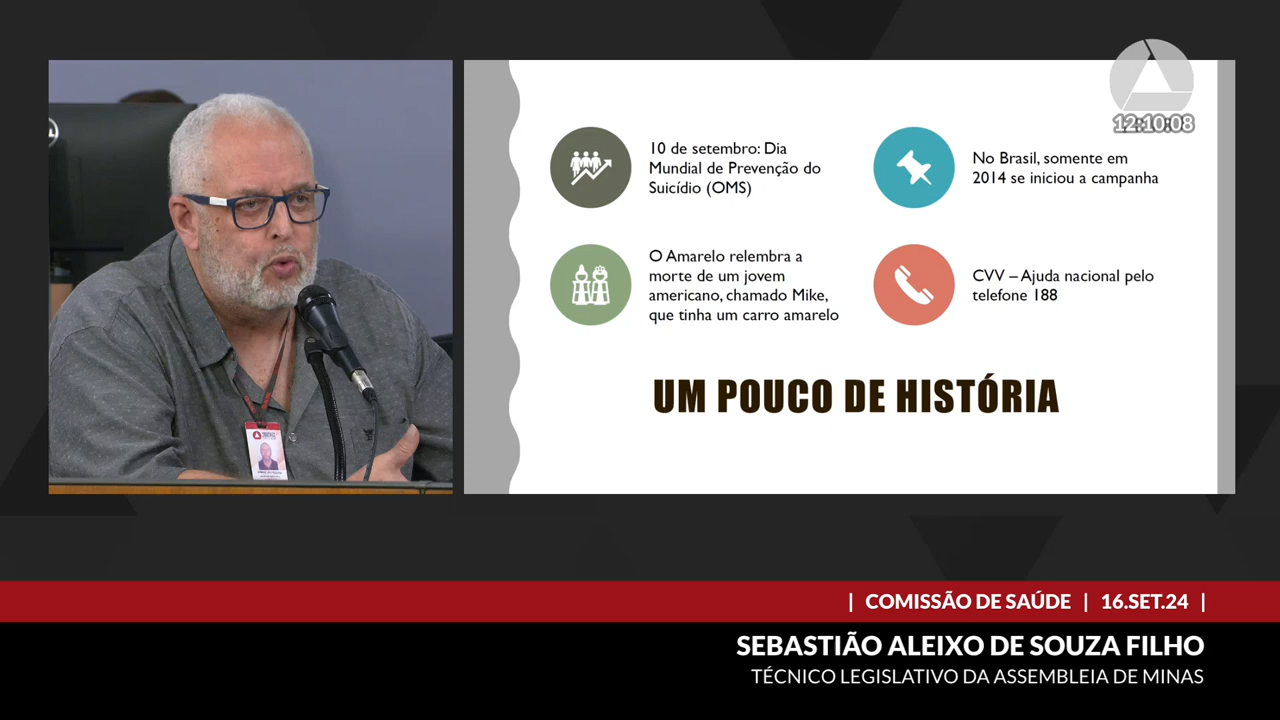 12:10:08
10 de setembro: Dia
Mundial de Prevenção do
Suicídio (OMS)
No Brasil, somente em
2014 se iniciou a campanha
O Amarelo relembra a
morte de um jovem
americano, chamado Mike,
que tinha um carro amarelo
CVV – Ajuda nacional pelo
telefone 188
UM POUCO DE HISTÓRIA
| COMISSÃO DE SAÚDE | 16.SET.24 |
SEBASTIÃO ALEIXO DE SOUZA FILHO
TÉCNICO LEGISLATIVO DA ASSEMBLEIA DE MINAS